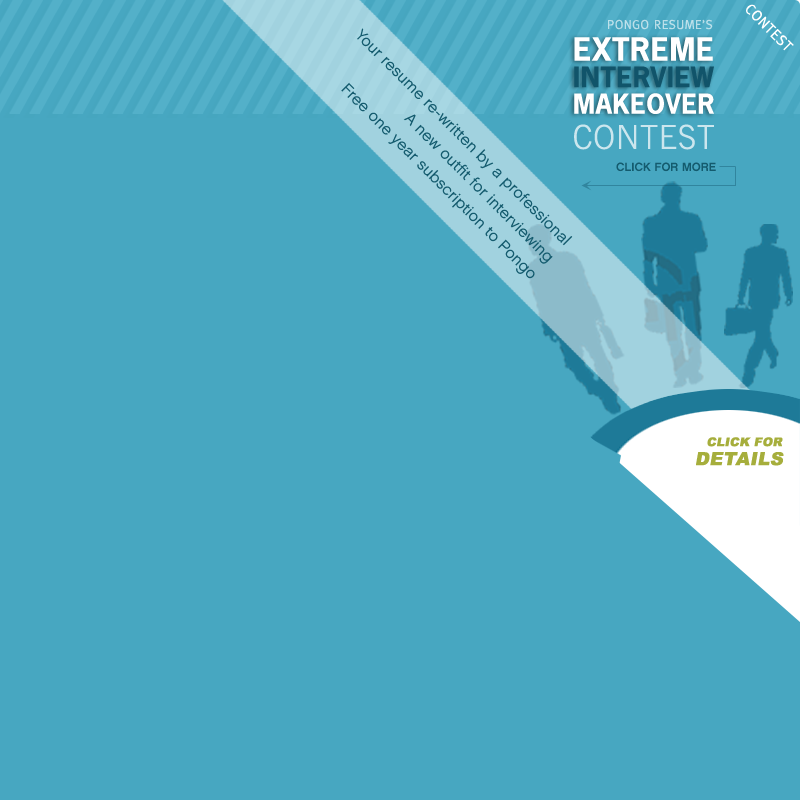 CONTEST
PONGO RESUME'S
EXTREME
INTERVIEW
MAKEOVER
CONTEST
CLICK FOR MORE
Your resume re-written by a professional
A new outfit for interviewing
Free one year subscription to Pongo
CLICK FOR
DETAILS